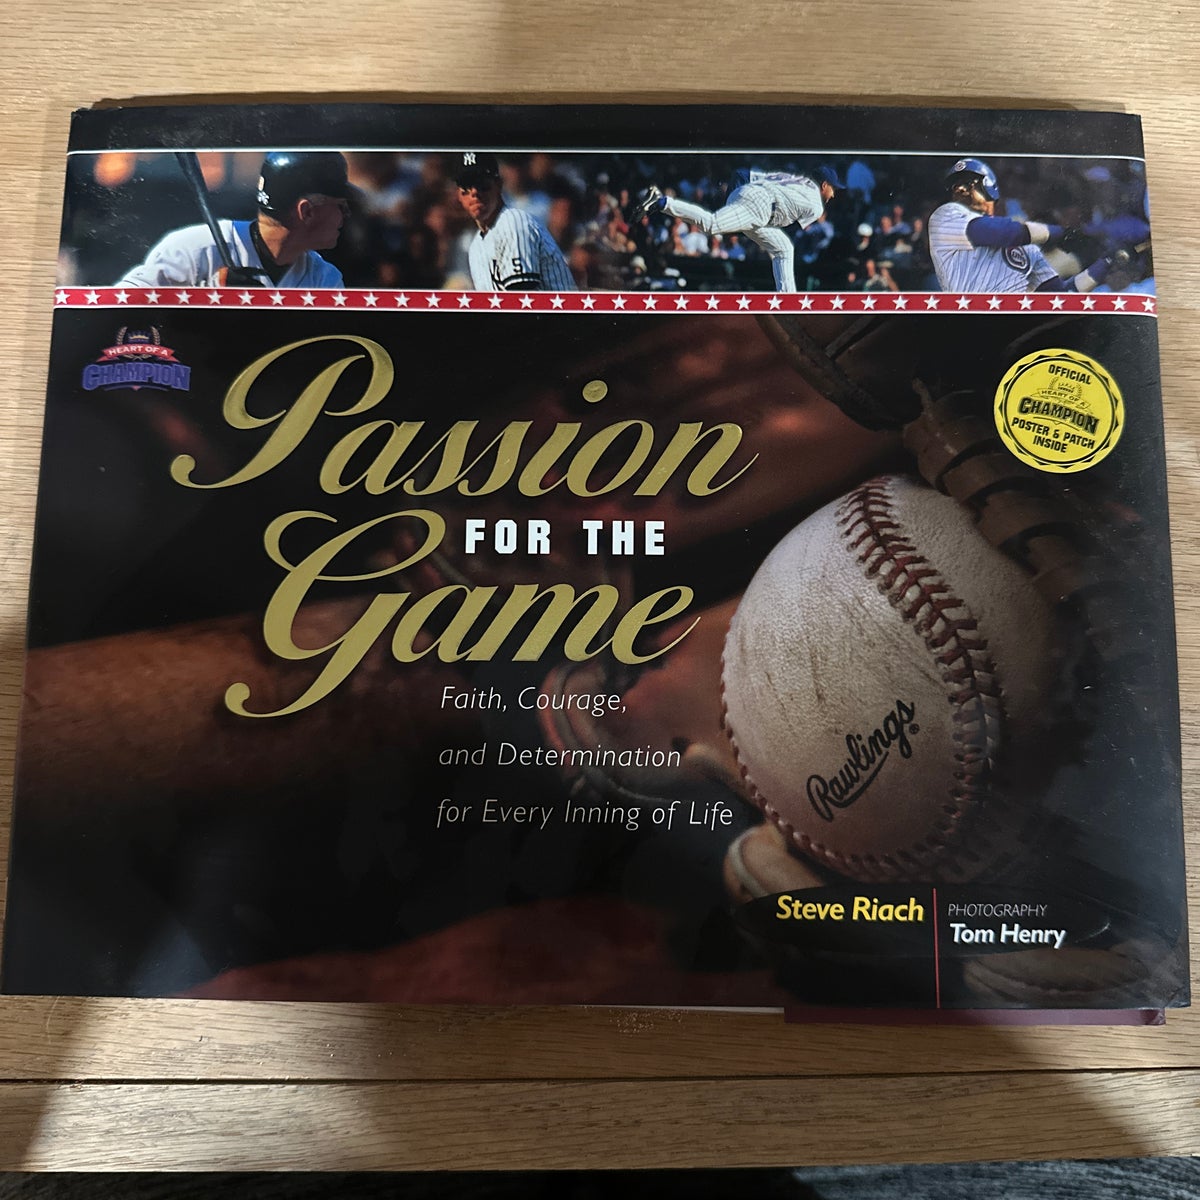 HEART OF A
CHAMPION
Passion
FOR THE
Game
Faith, Courage,
and Determination
for Every Inning of Life
OFFICIAL
HEART OF A
CHAMPION
POSTER & PATCH
INSIDE
Rawlings®
Steve Riach
PHOTOGRAPHY
Tom Henry